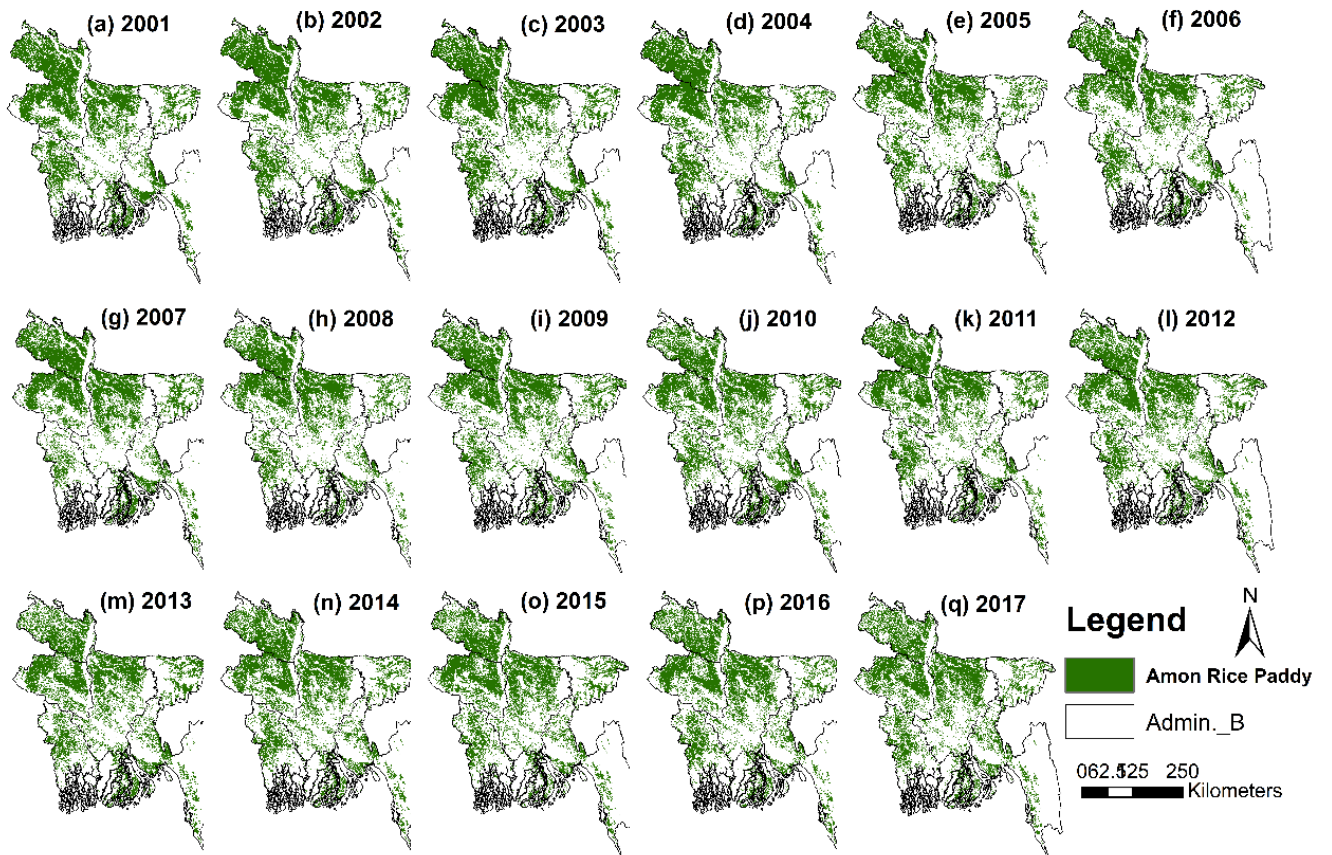 (a) 2001
(b) 2002
(c) 2003
(d) 2004
(e) 2005
(f) 2006
(g) 2007
(h) 2008
(i) 2009
(j) 2010
(k) 2011
(l) 2012
(m) 2013
(n) 2014
(o) 2015
(p) 2016
(q) 2017
N
Legend
Amon Rice Paddy
Admin._B
250
Kilometers